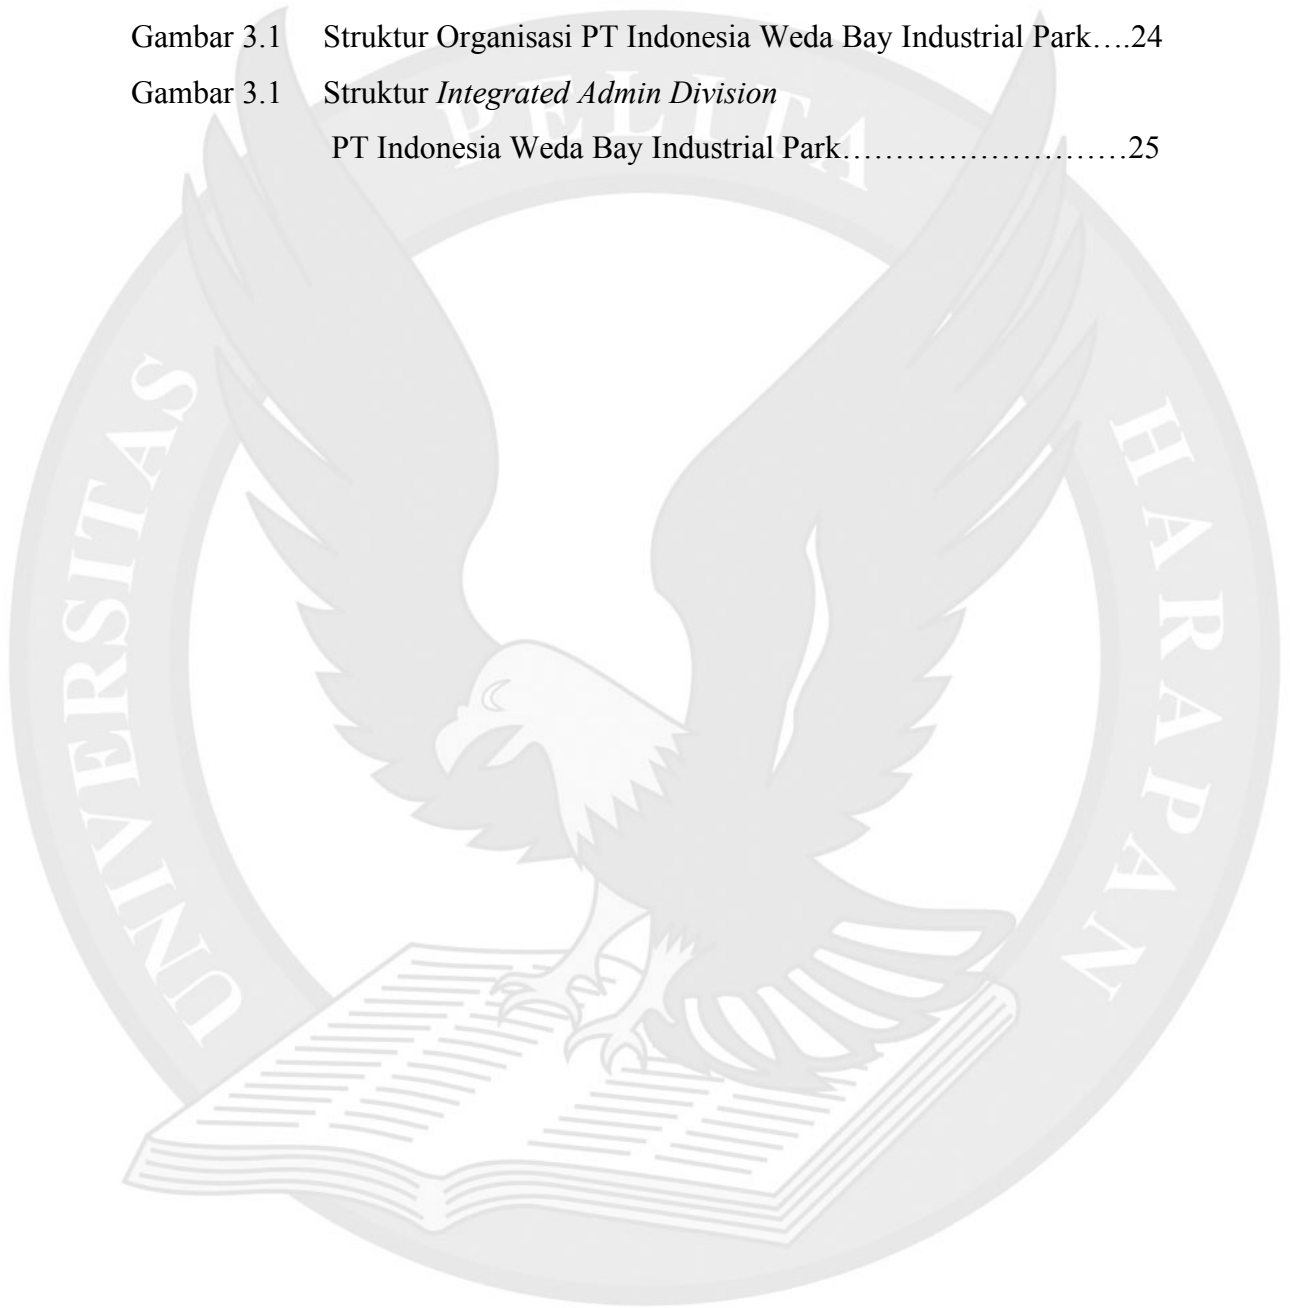 Gambar 3.1 Struktur Organisasi PT Indonesia Weda Bay Industrial Park….24
Gambar 3.1 Struktur Integrated Admin Division
PT Indonesia Weda Bay Industrial Park………………………25
PELITA
UNIVERSITAS
HARAPAN